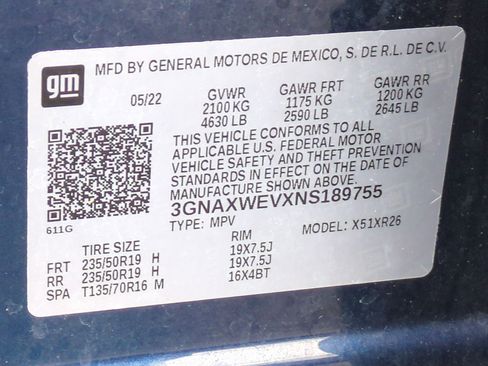 gm
MFD BY GENERAL MOTORS DE MEXICO, S. DE R.L. DE C.V.
05/22 GVWR GAWR FRT GAWR RR
2100 KG 1175 KG 1200 KG
4630 LB 2590 LB 2645 LB
THIS VEHICLE CONFORMS TO ALL
APPLICABLE U.S. FEDERAL MOTOR
VEHICLE SAFETY AND THEFT PREVENTION
STANDARDS IN EFFECT ON THE DATE OF
MANUFACTURE SHOWN ABOVE.
3GNAXWEVXNS189755
611G TYPE: MPV MODEL: X51XR26
TIRE SIZE RIM
FRT 235/50R19 H 19X7.5J
RR 235/50R19 H 19X7.5J
SPA T135/70R16 M 16X4BT